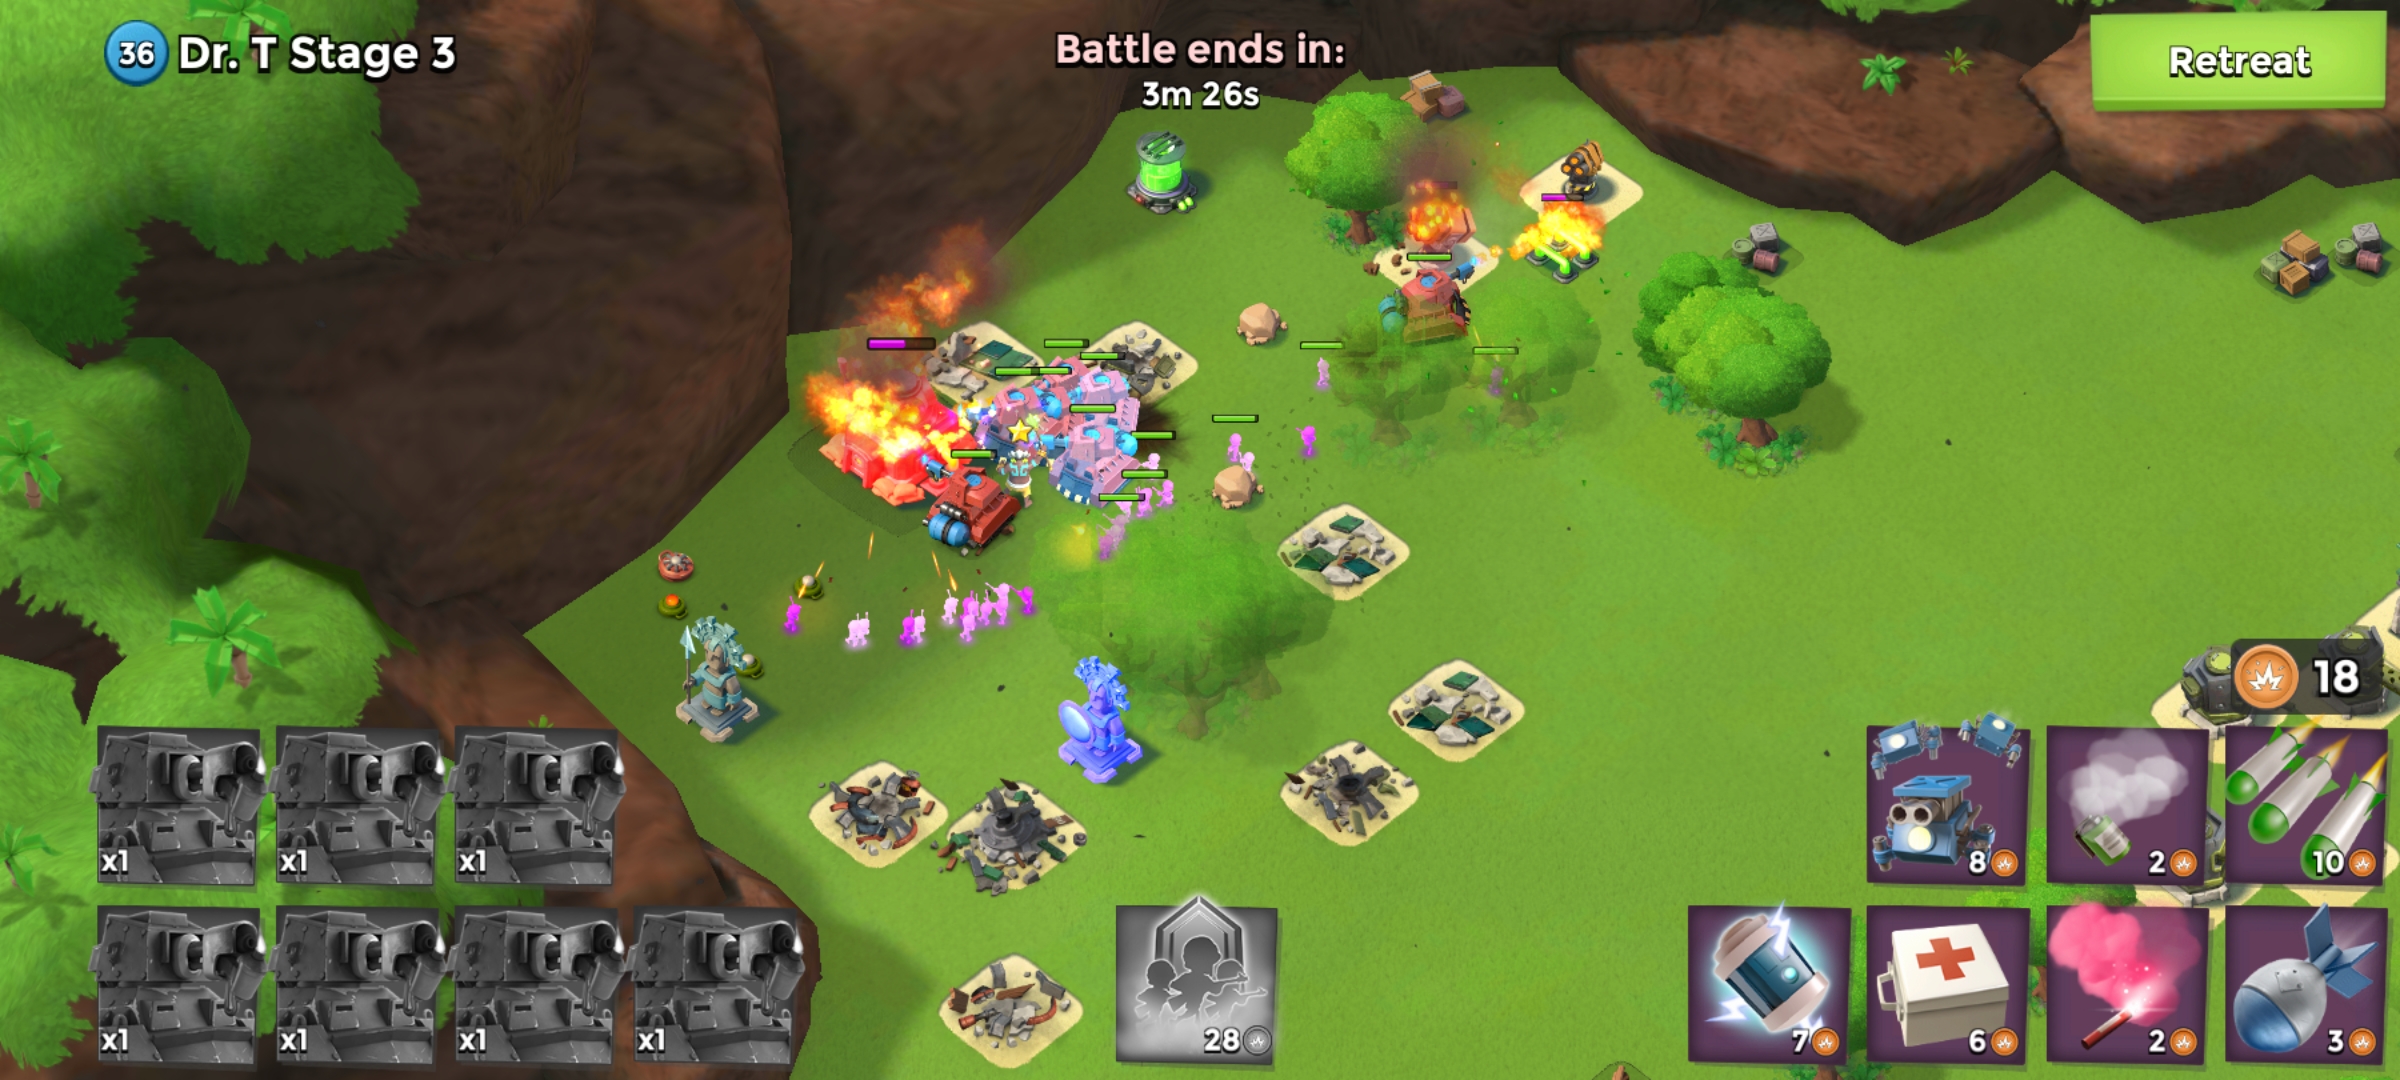 36 Dr. T Stage 3
Battle ends in:
3m 26s
Retreat
18
x1 x1 x1
8 2 10
x1 x1 x1 x1
28
7 6 2 3